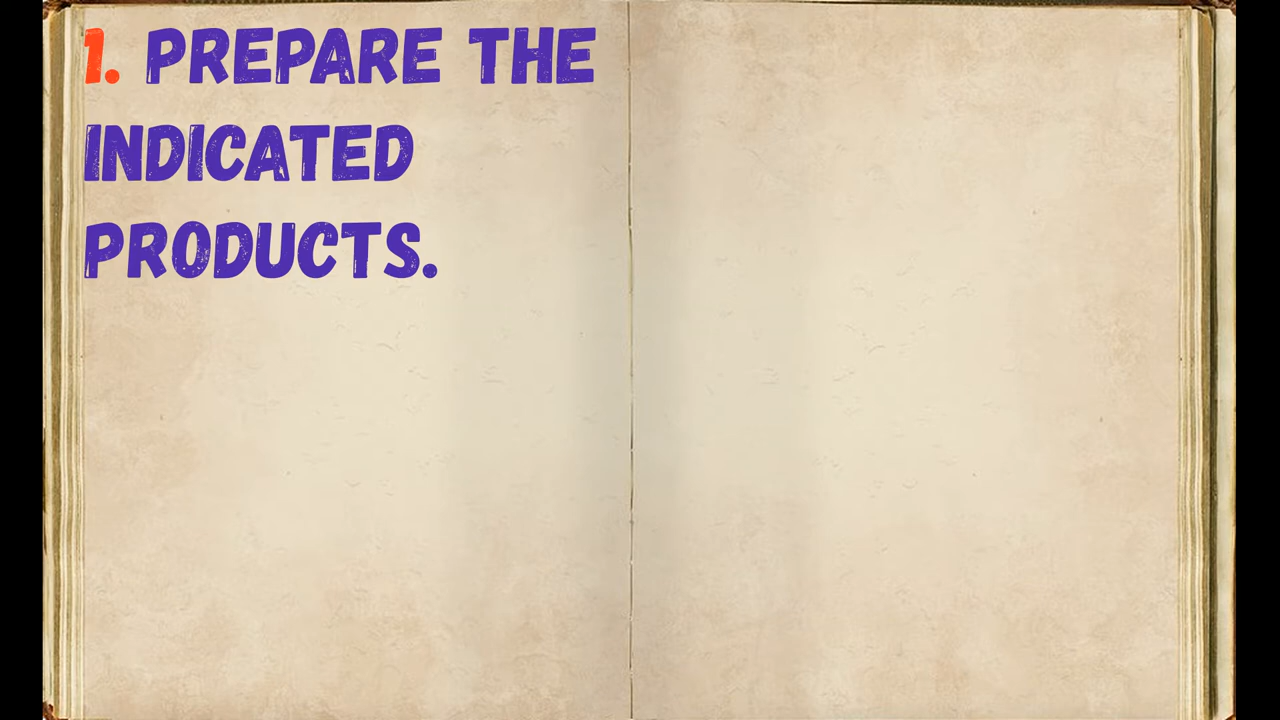 1. PREPARE THE
INDICATED
PRODUCTS.